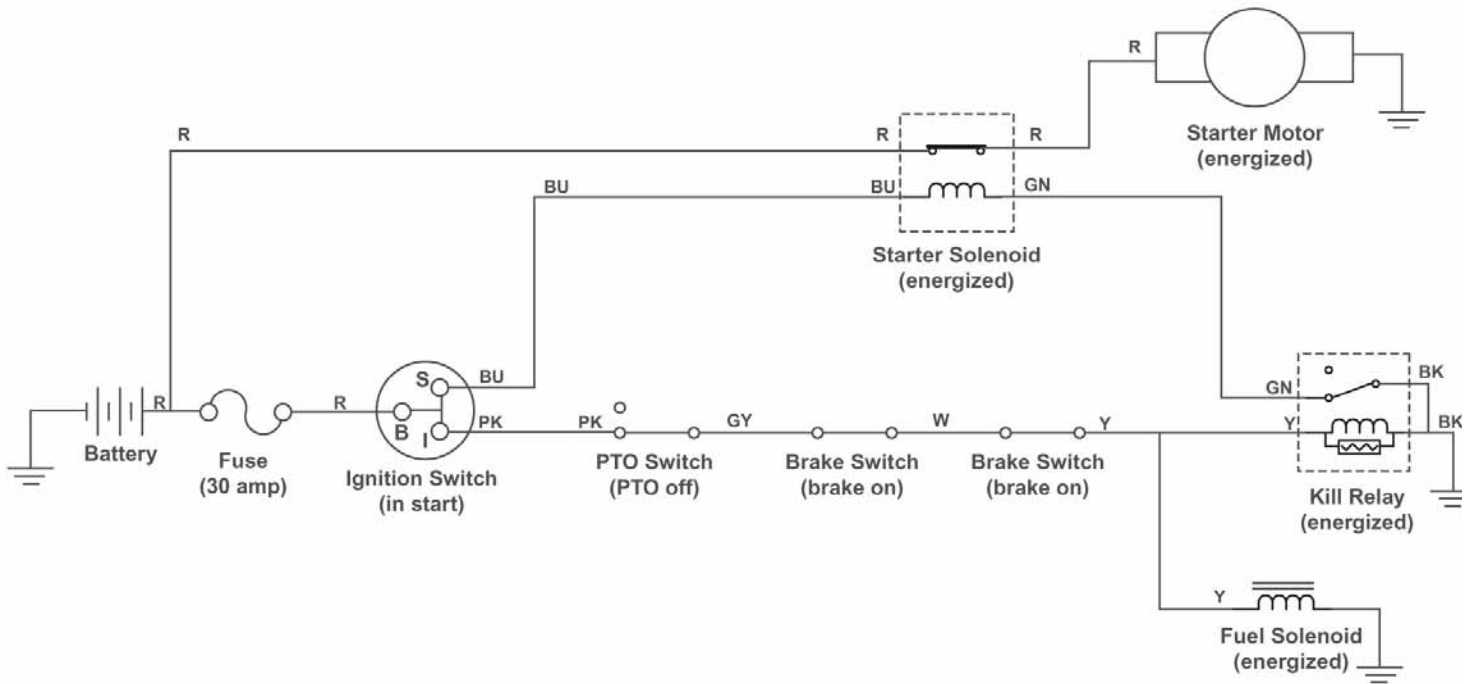 R
Starter Motor
(energized)
R
R
R
BU
BU
GN
Starter Solenoid
(energized)
R
Battery
Fuse
(30 amp)
R
S
B
I
BU
PK
Ignition Switch
(in start)
PK
PTO Switch
(PTO off)
GY
Brake Switch
(brake on)
W
Brake Switch
(brake on)
Y
GN
BK
Y
BK
Kill Relay
(energized)
Y
Fuel Solenoid
(energized)